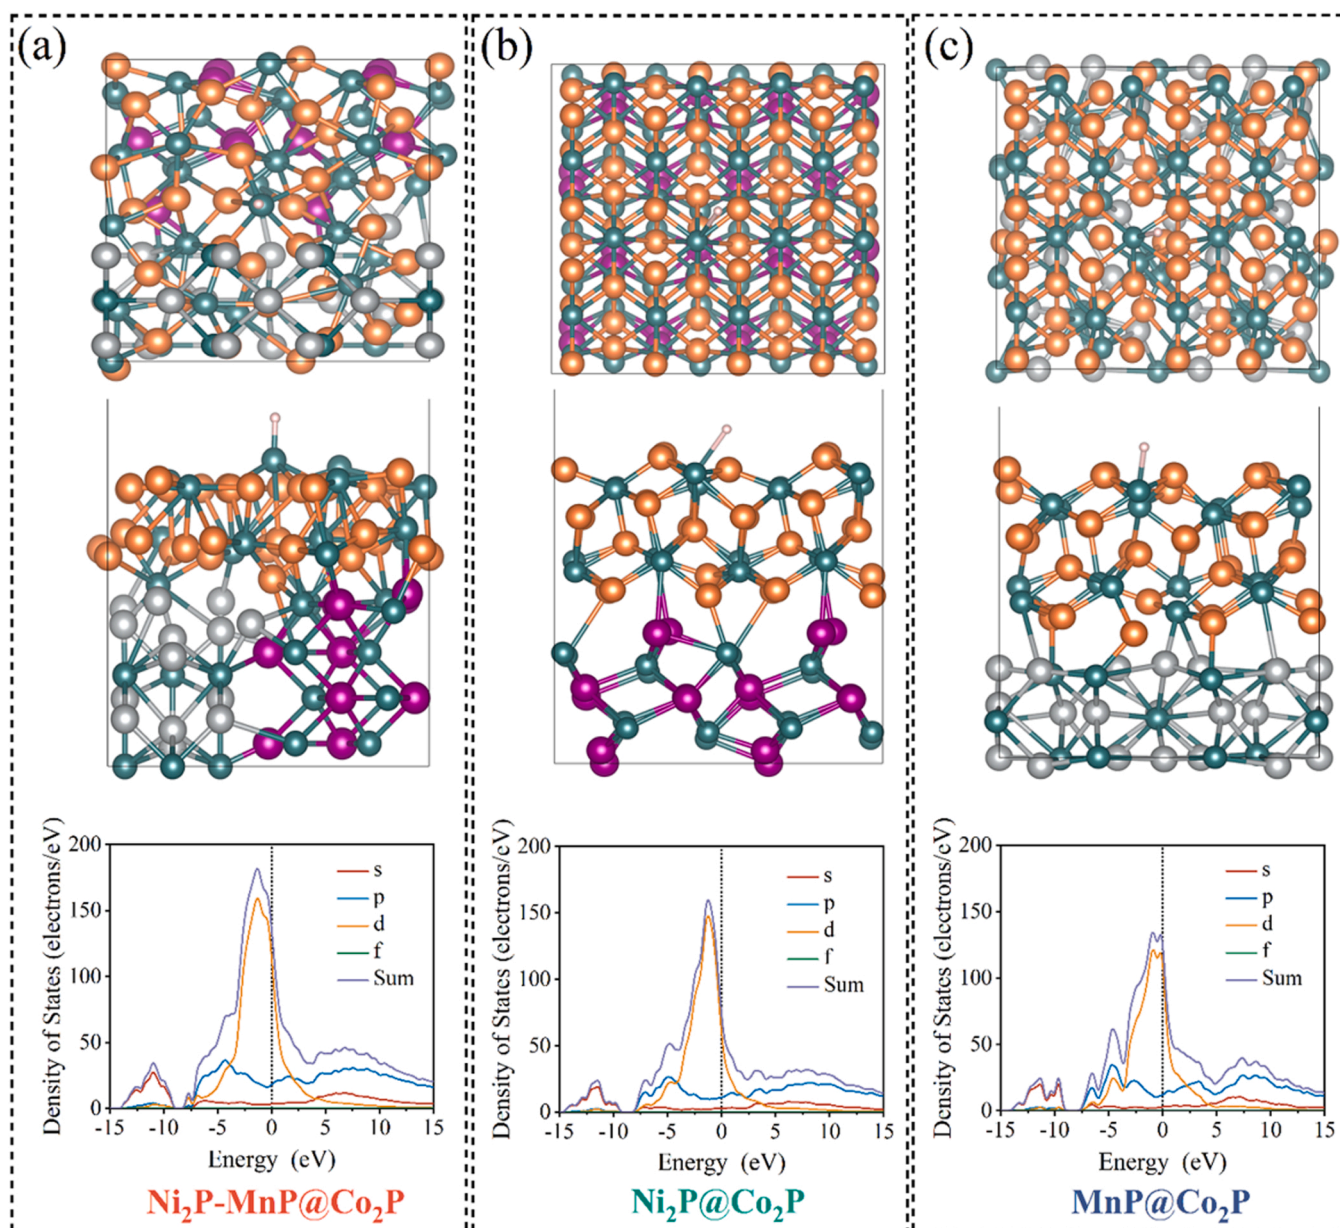 (a)
(b)
(c)
Density of States (electrons/eV)
200
150
100
50
0
s
p
d
f
Sum
-15 -10 -5 0 5 10 15
Energy (eV)
Ni₂P-MnP@Co₂P
Density of States (electrons/eV)
200
150
100
50
0
s
p
d
f
Sum
-15 -10 -5 0 5 10 15
Energy (eV)
Ni₂P@Co₂P
Density of States (electrons/eV)
200
150
100
50
0
s
p
d
f
Sum
-15 -10 -5 0 5 10 15
Energy (eV)
MnP@Co₂P